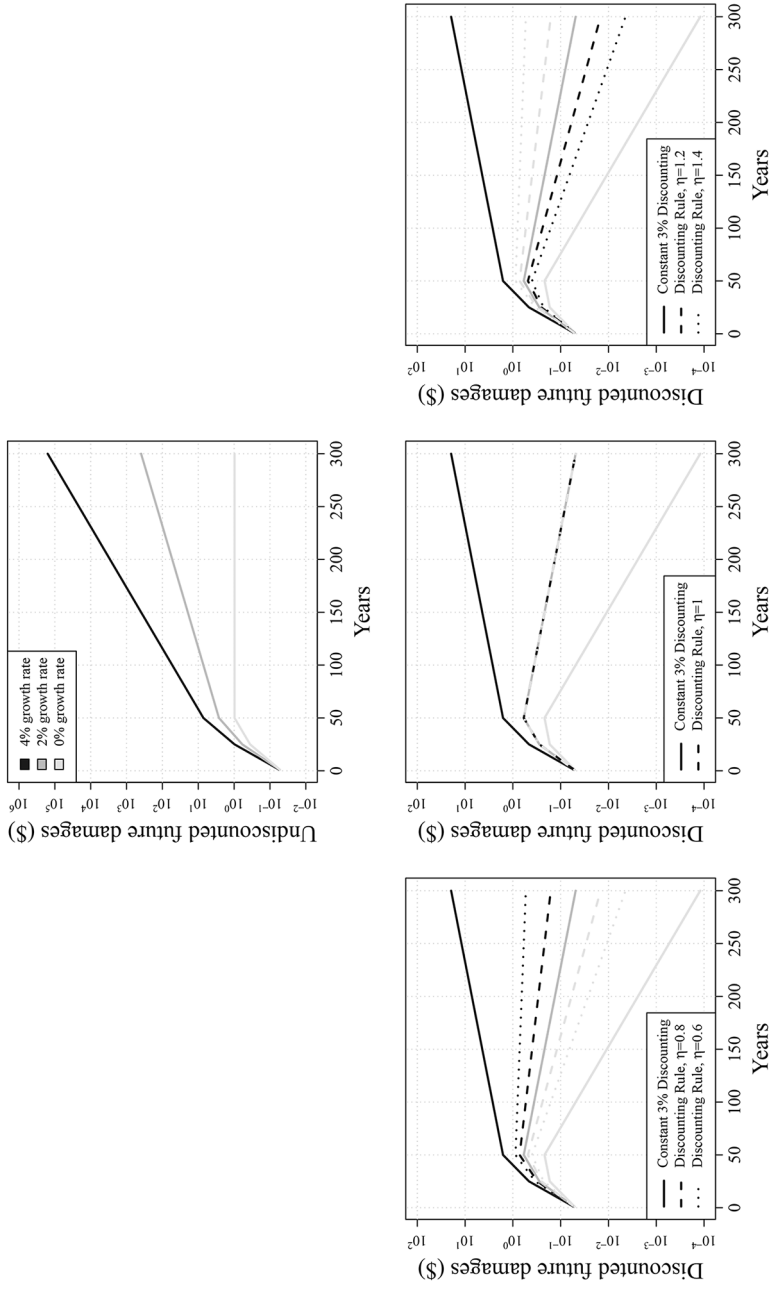 Undiscounted future damages ($)
10⁶
10⁵
10⁴
10³
10²
10¹
10⁰
10⁻¹
10⁻²
4% growth rate
2% growth rate
0% growth rate
0 50 100 150 200 250 300
Years
Discounted future damages ($)
10²
10¹
10⁰
10⁻¹
10⁻²
10⁻³
10⁻⁴
Constant 3% Discounting
Discounting Rule, η=0.8
Discounting Rule, η=0.6
0 50 100 150 200 250 300
Years
Discounted future damages ($)
10²
10¹
10⁰
10⁻¹
10⁻²
10⁻³
10⁻⁴
Constant 3% Discounting
Discounting Rule, η=1
0 50 100 150 200 250 300
Years
Discounted future damages ($)
10²
10¹
10⁰
10⁻¹
10⁻²
10⁻³
10⁻⁴
Constant 3% Discounting
Discounting Rule, η=1.2
Discounting Rule, η=1.4
0 50 100 150 200 250 300
Years